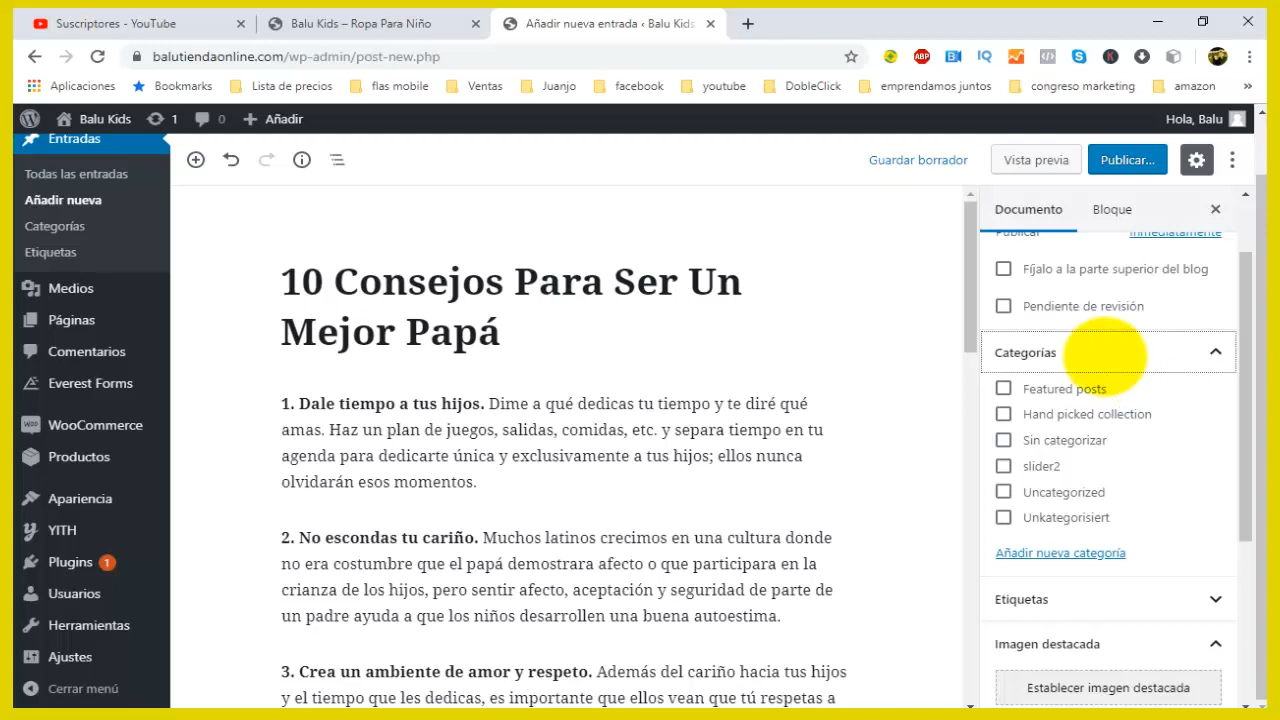 Suscriptores - YouTube
Balu Kids – Ropa Para Niño
Añadir nueva entrada ‹ Balu Kids
balutiendaonline.com/wp-admin/post-new.php
ABP
Aplicaciones
Bookmarks
Lista de precios
flas mobile
Ventas
Juanjo
facebook
youtube
DobleClick
emprendamos juntos
congreso marketing
amazon
»
Balu Kids
1
0
Añadir
Hola, Balu
Entradas
Todas las entradas
Añadir nueva
Categorías
Etiquetas
Medios
Páginas
Comentarios
Everest Forms
WooCommerce
Productos
Apariencia
YITH
Plugins 1
Usuarios
Herramientas
Ajustes
Cerrar menú
Guardar borrador
Vista previa
Publicar...
10 Consejos Para Ser Un
Mejor Papá
1. Dale tiempo a tus hijos. Dime a qué dedicas tu tiempo y te diré qué
amas. Haz un plan de juegos, salidas, comidas, etc. y separa tiempo en tu
agenda para dedicarte única y exclusivamente a tus hijos; ellos nunca
olvidarán esos momentos.
2. No escondas tu cariño. Muchos latinos crecimos en una cultura donde
no era costumbre que el papá demostrara afecto o que participara en la
crianza de los hijos, pero sentir afecto, aceptación y seguridad de parte de
un padre ayuda a que los niños desarrollen una buena autoestima.
3. Crea un ambiente de amor y respeto. Además del cariño hacia tus hijos
y el tiempo que les dedicas, es importante que ellos vean que tú respetas a
Documento
Bloque
Publicar
Inmediatamente
Fíjalo a la parte superior del blog
Pendiente de revisión
Categorías
Featured posts
Hand picked collection
Sin categorizar
slider2
Uncategorized
Unkategorisiert
Añadir nueva categoría
Etiquetas
Imagen destacada
Establecer imagen destacada